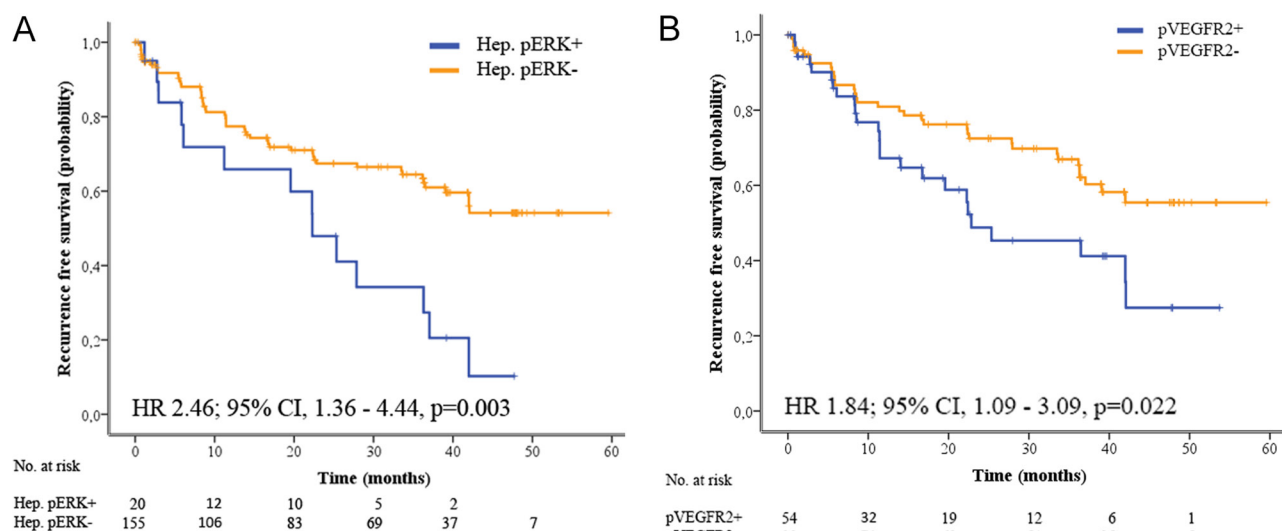 A
Hep. pERK+
Hep. pERK-
1,0
0,8
0,6
0,4
0,2
0,0
Recurrence free survival (probability)
HR 2.46; 95% CI, 1.36 - 4.44, p=0.003
0 10 20 30 40 50 60
Time (months)
No. at risk
Hep. pERK+ 20 12 10 5 2
Hep. pERK- 155 106 83 69 37 7
B
pVEGFR2+
pVEGFR2-
1,0
0,8
0,6
0,4
0,2
0,0
Recurrence free survival (probability)
HR 1.84; 95% CI, 1.09 - 3.09, p=0.022
0 10 20 30 40 50 60
Time (months)
No. at risk
pVEGFR2+ 54 32 19 12 6 1